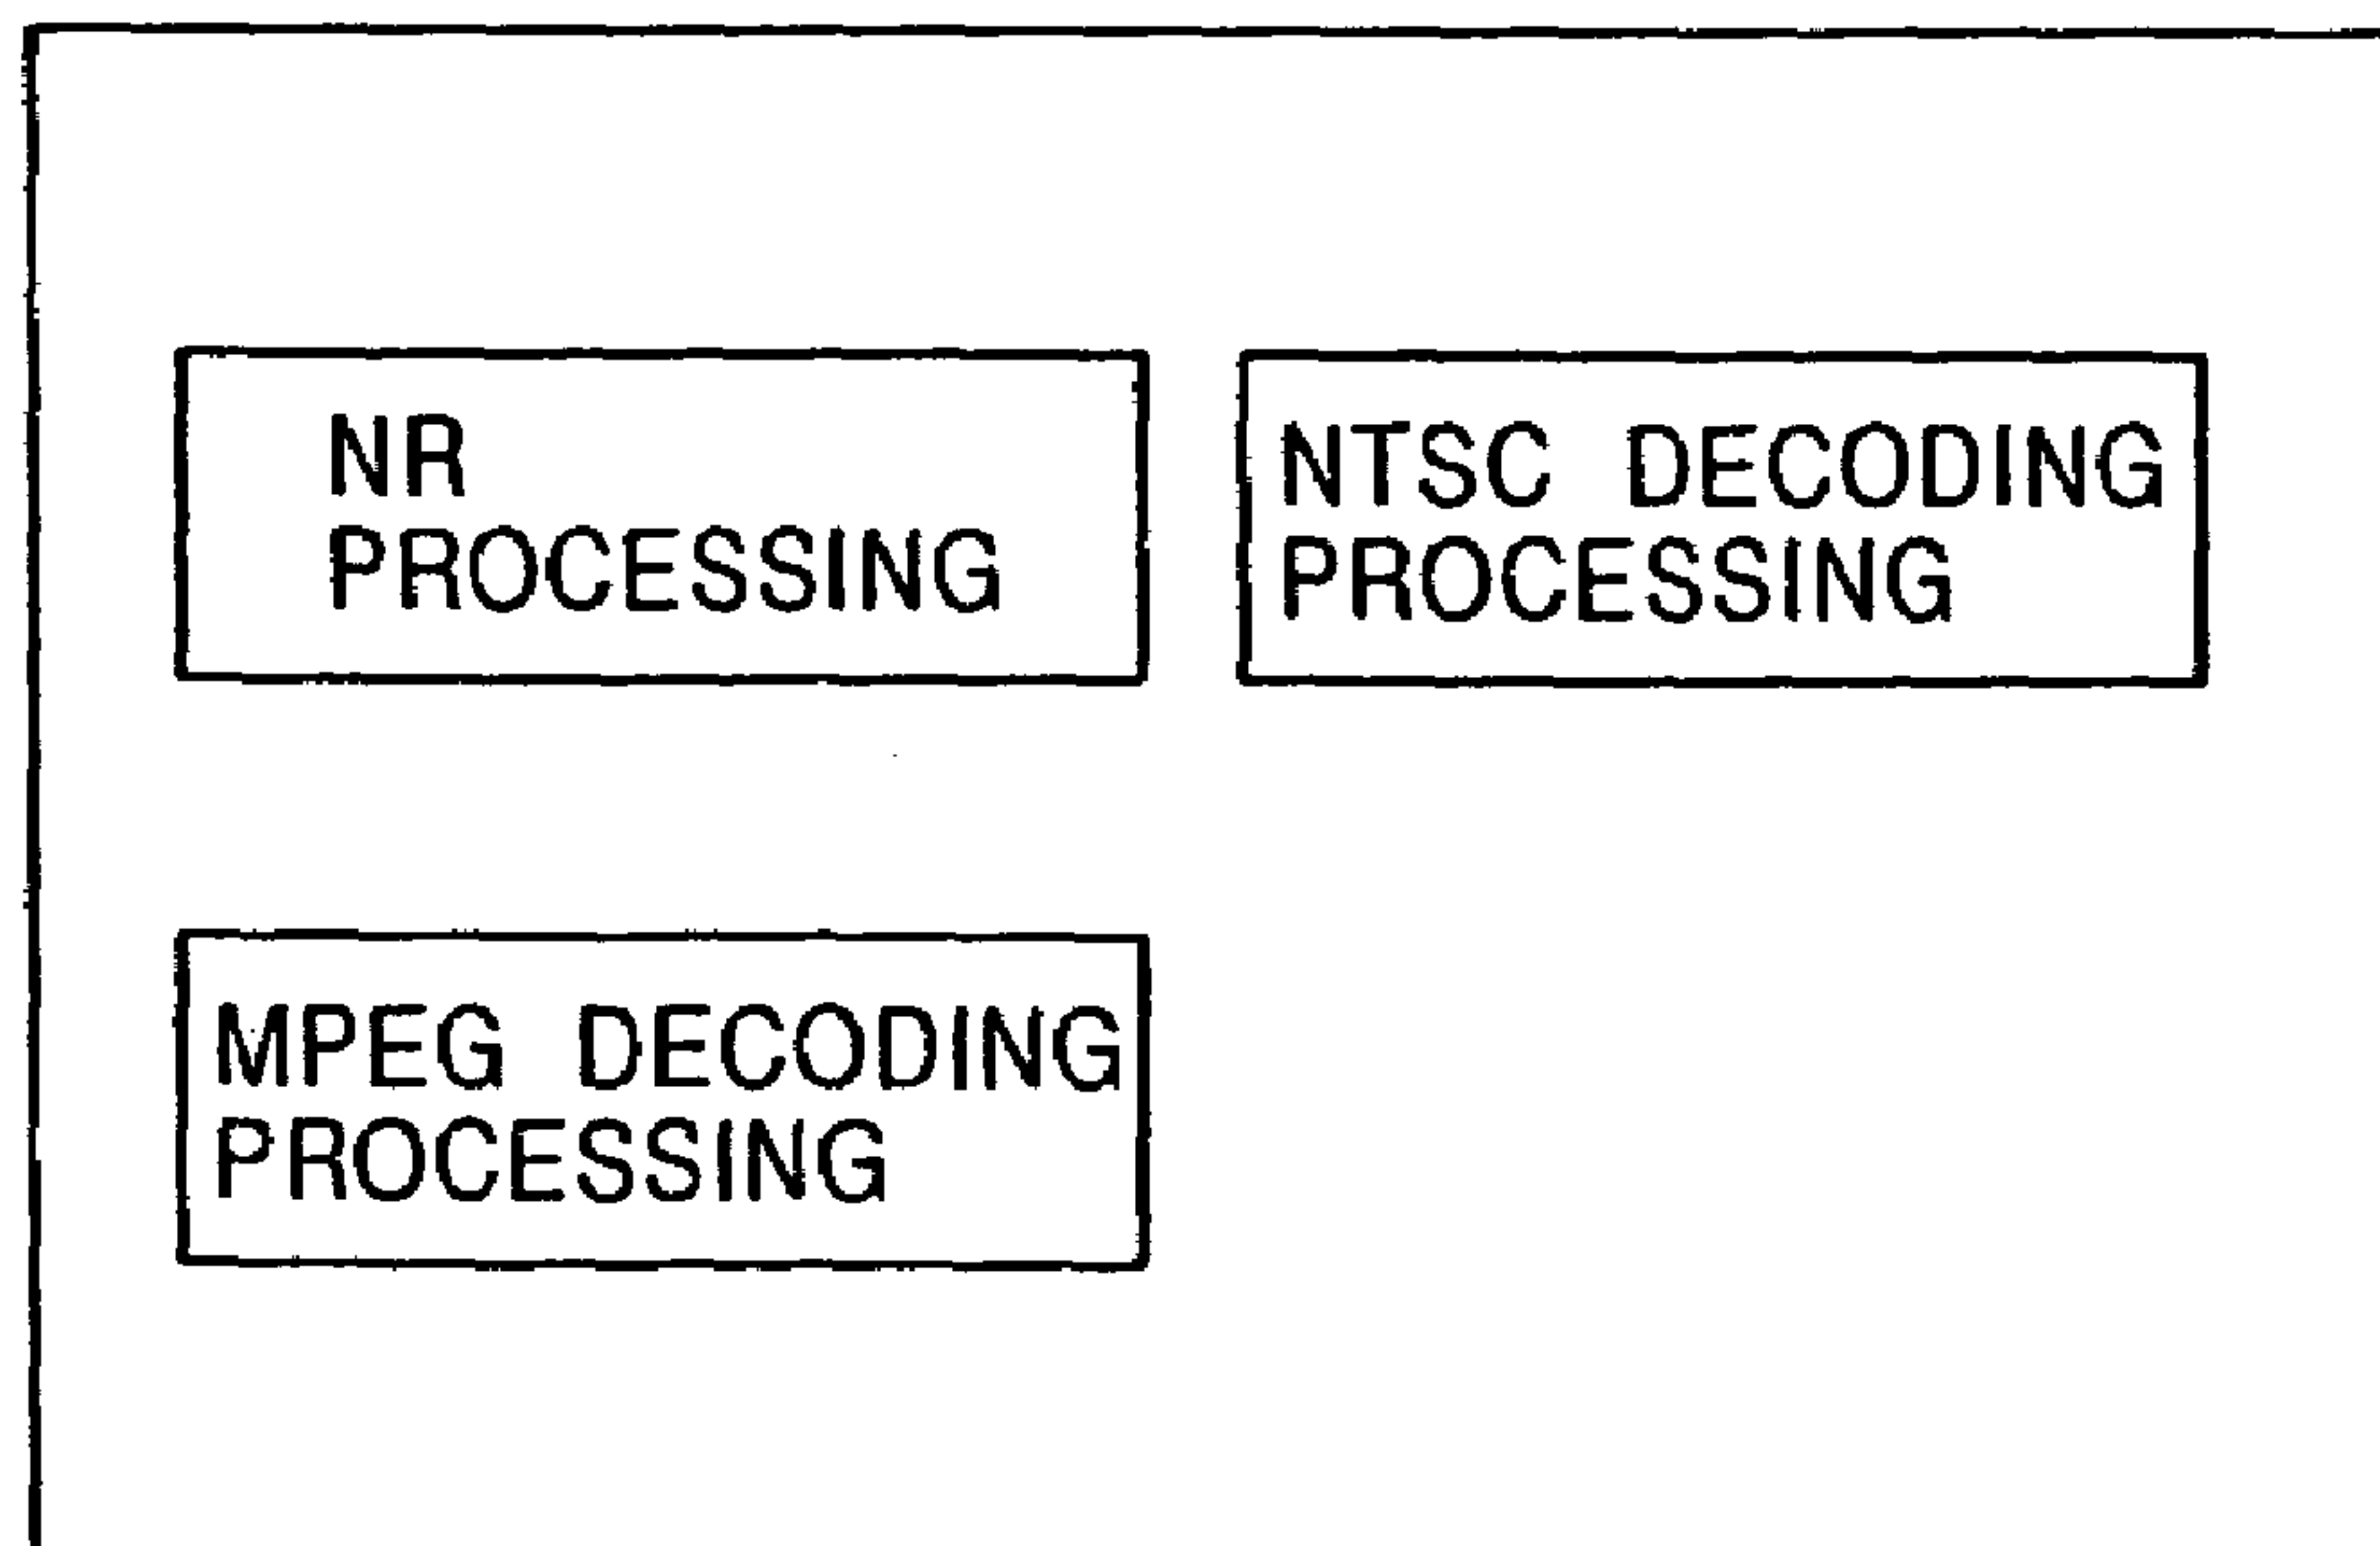 NR
PROCESSING
NTSC DECODING
PROCESSING
MPEG DECODING
PROCESSING